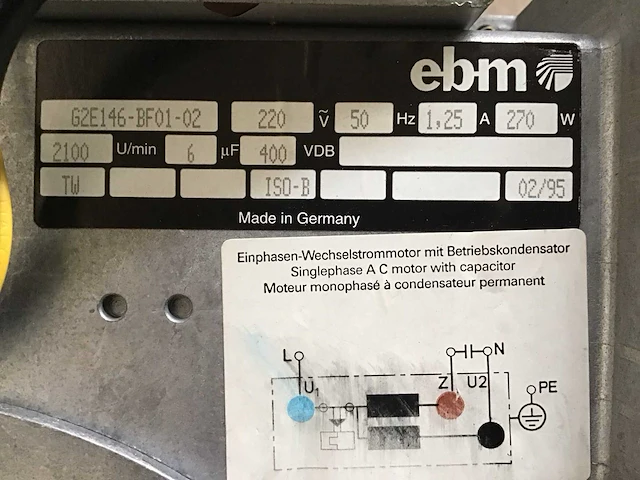 ebm
G2E146-BF01-02 220 Ṽ 50 Hz 1,25 A 270 W
2100 U/min 6 µF 400 VDB
TW ISO-B 02/95
Made in Germany
Einphasen-Wechselstrommotor mit Betriebskondensator
Singlephase A C motor with capacitor
Moteur monophasé à condensateur permanent
L N
U1 Z U2 PE